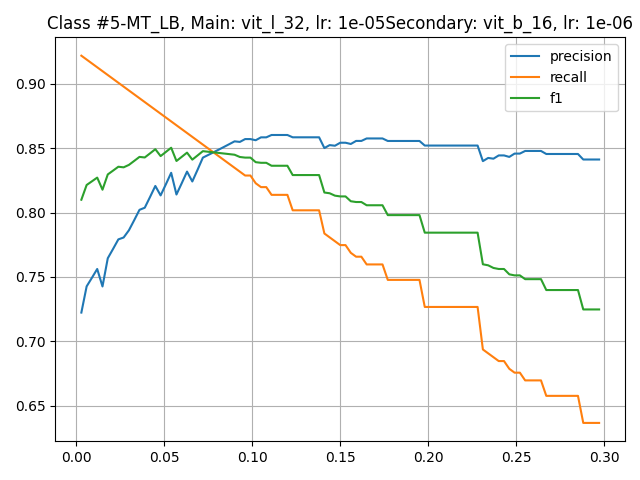 Class #5-MT_LB, Main: vit_l_32, lr: 1e-05Secondary: vit_b_16, lr: 1e-06
precision
recall
f1
0.90
0.85
0.80
0.75
0.70
0.65
0.00 0.05 0.10 0.15 0.20 0.25 0.30